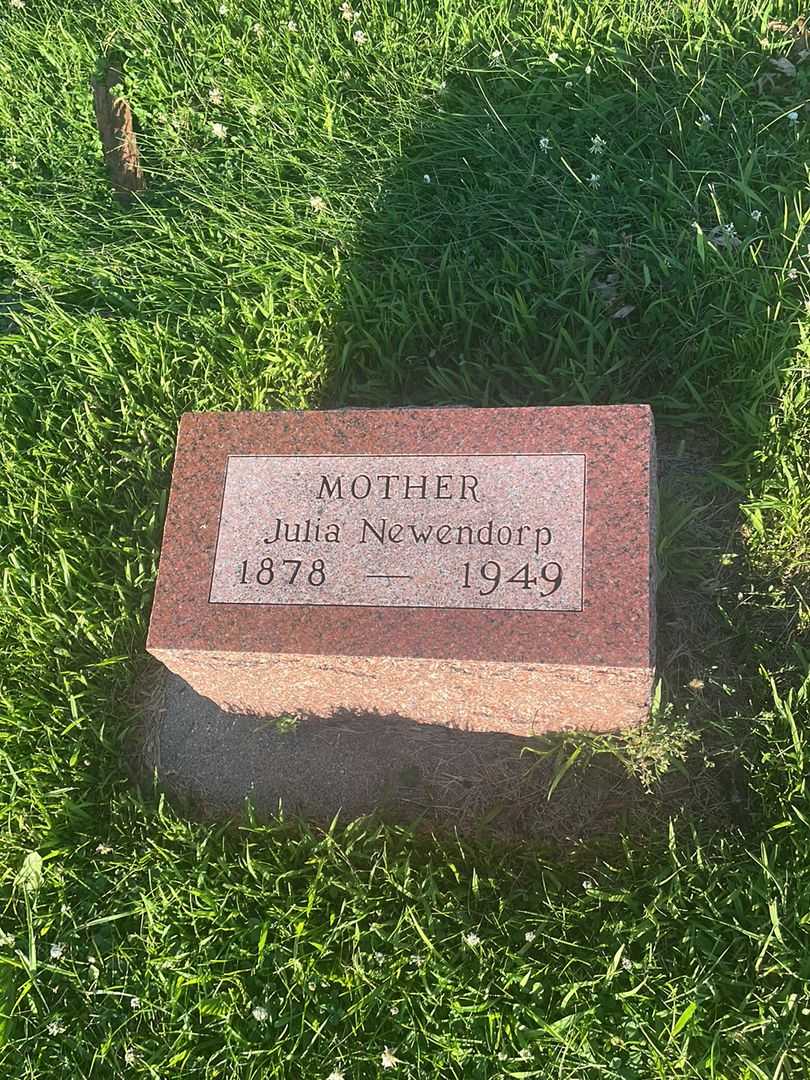 MOTHER
Julia Newendorp
1878 — 1949